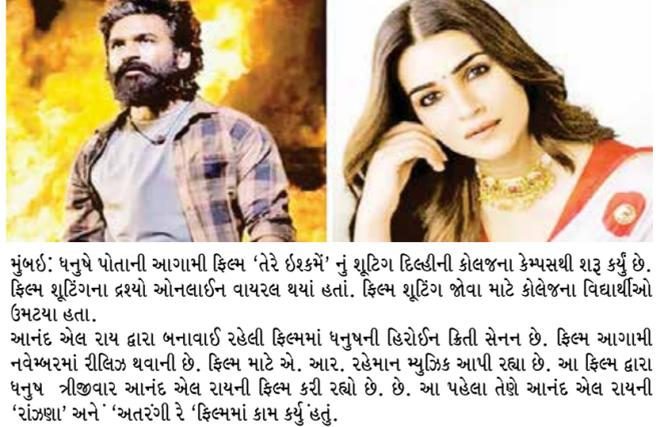 મુંબઇ: ધનુષે પોતાની આગામી ફિલ્મ ‘તેરે ઇશ્કમેં’ નું શૂટિગ દિલ્હીની કોલજના કેમ્પસથી શરૂ કર્યું છે.
ફિલ્મ શૂટિંગના દ્રશ્યો ઓનલાઈન વાયરલ થયાં હતાં. ફિલ્મ શૂટિંગ જોવા માટે કોલેજના વિદ્યાર્થીઓ
ઉમટયા હતા.
આનંદ એલ રાય દ્વારા બનાવાઈ રહેલી ફિલ્મમાં ધનુષની હિરોઈન ક્રિતી સેનન છે. ફિલ્મ આગામી
નવેમ્બરમાં રીલિઝ થવાની છે. ફિલ્મ માટે એ. આર. રહેમાન મ્યુઝિક આપી રહ્યા છે. આ ફિલ્મ દ્વારા
ધનુષ ત્રીજીવાર આનંદ એલ રાયની ફિલ્મ કરી રહ્યો છે. છે. આ પહેલા તેણે આનંદ એલ રાયની
‘રાંઝણા’ અને ં ‘અતરંગી રે ‘ફિલ્મમાં કામ કર્યુ ંહતું.